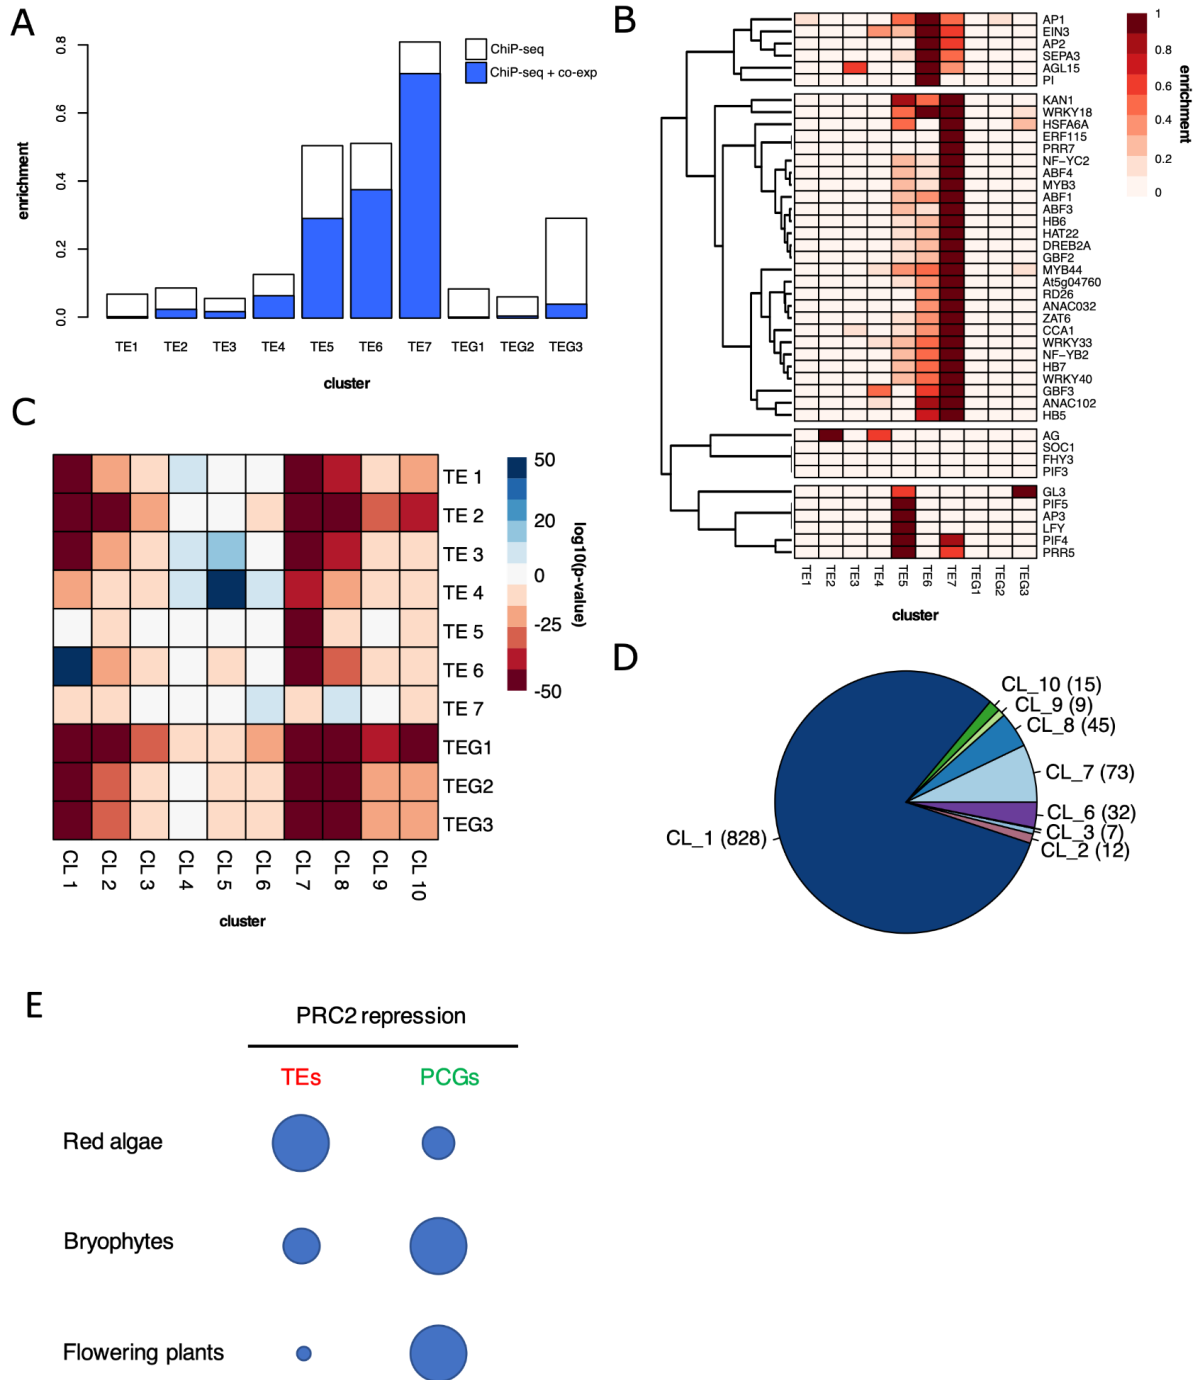 A
0.8
0.6
0.4
0.2
0.0
enrichment
ChiP-seq
ChiP-seq + co-exp
TE1 TE2 TE3 TE4 TE5 TE6 TE7 TEG1 TEG2 TEG3
cluster
B
AP1
EIN3
AP2
SEPA3
AGL15
PI
KAN1
WRKY18
HSFA6A
ERF115
PRR7
NF-YC2
ABF4
MYB3
ABF1
ABF3
HB6
HAT22
DREB2A
GBF2
MYB44
At5g04760
RD26
ANAC032
ZAT6
CCA1
WRKY33
NF-YB2
HB7
WRKY40
GBF3
ANAC102
HB5
AG
SOC1
FHY3
PIF3
GL3
PIF5
AP3
LFY
PIF4
PRR5
TE1 TE2 TE3 TE4 TE5 TE6 TE7 TEG1 TEG2 TEG3
cluster
1
0.8
0.6
0.4
0.2
0
enrichment
C
TE 1
TE 2
TE 3
TE 4
TE 5
TE 6
TE 7
TEG1
TEG2
TEG3
CL 1 CL 2 CL 3 CL 4 CL 5 CL 6 CL 7 CL 8 CL 9 CL 10
cluster
50
20
0
-25
-50
log10(p-value)
D
CL_10 (15)
CL_9 (9)
CL_8 (45)
CL_7 (73)
CL_6 (32)
CL_3 (7)
CL_2 (12)
CL_1 (828)
E
PRC2 repression
TEs PCGs
Red algae
Bryophytes
Flowering plants